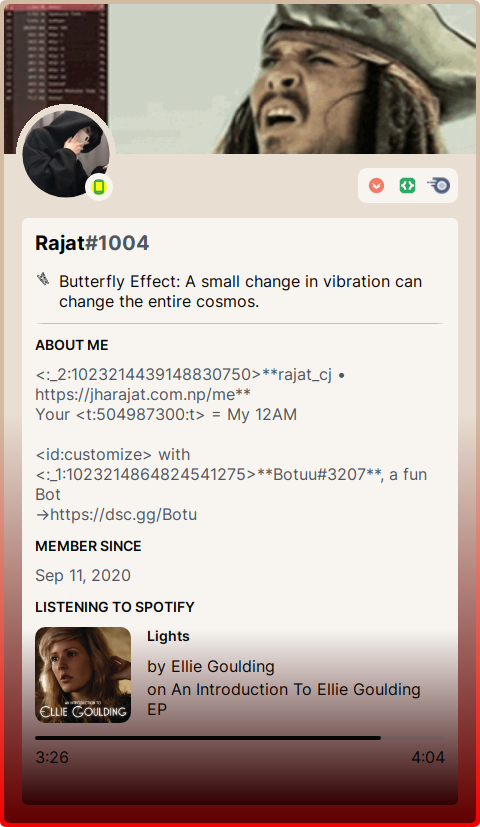 Rajat#1004
Butterfly Effect: A small change in vibration can
change the entire cosmos.
ABOUT ME
<:_2:1023214439148830750>**rajat_cj •
https://jharajat.com.np/me**
Your <t:504987300:t> = My 12AM
<id:customize> with
<:_1:1023214864824541275>**Botuu#3207**, a fun
Bot
→https://dsc.gg/Botu
MEMBER SINCE
Sep 11, 2020
LISTENING TO SPOTIFY
Lights
by Ellie Goulding
on An Introduction To Ellie Goulding
EP
AN INTRODUCTION TO
ELLIE GOULDING
3:26
4:04